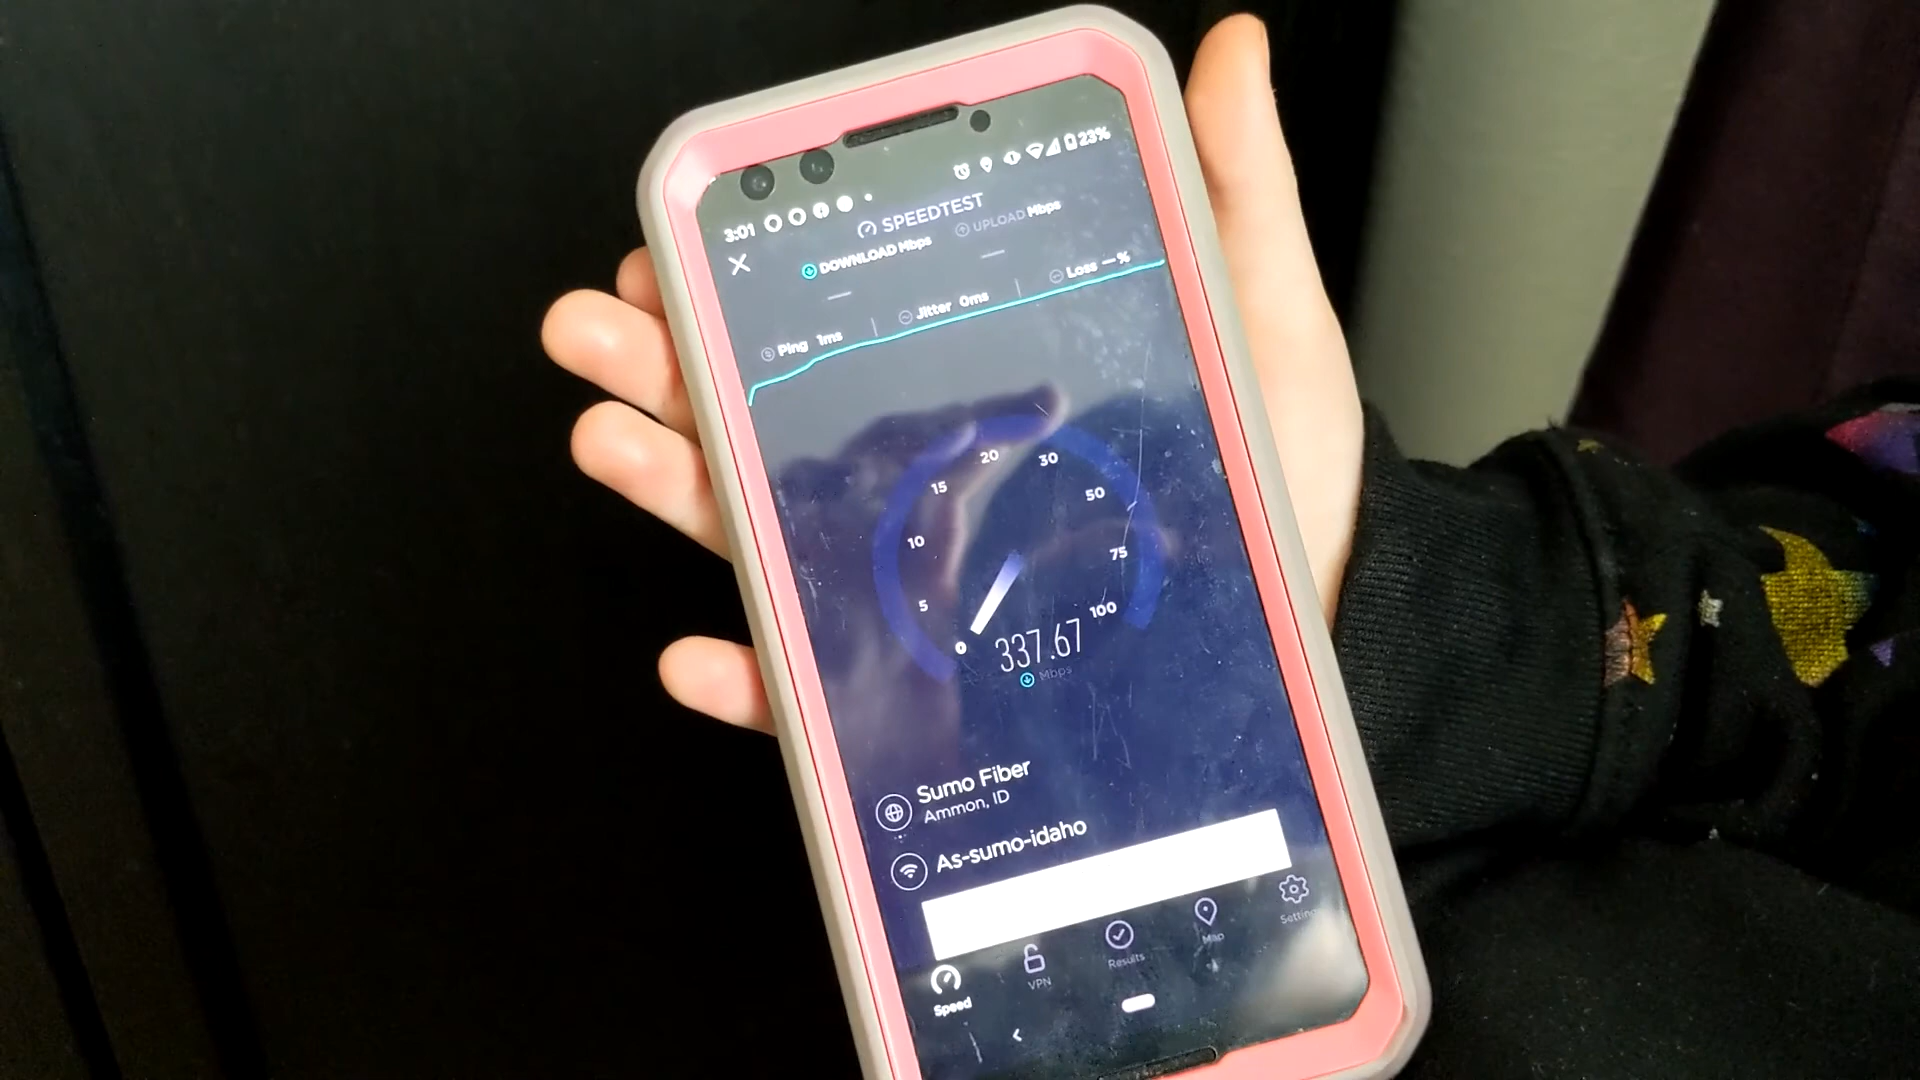 3:01
23%
SPEEDTEST
DOWNLOAD Mbps
UPLOAD Mbps
Ping 1ms
Jitter 0ms
Loss — %
0
5
10
15
20
30
50
75
100
337.67
Mbps
Sumo Fiber
Ammon, ID
As-sumo-idaho
Speed
VPN
Results
Map
Settin